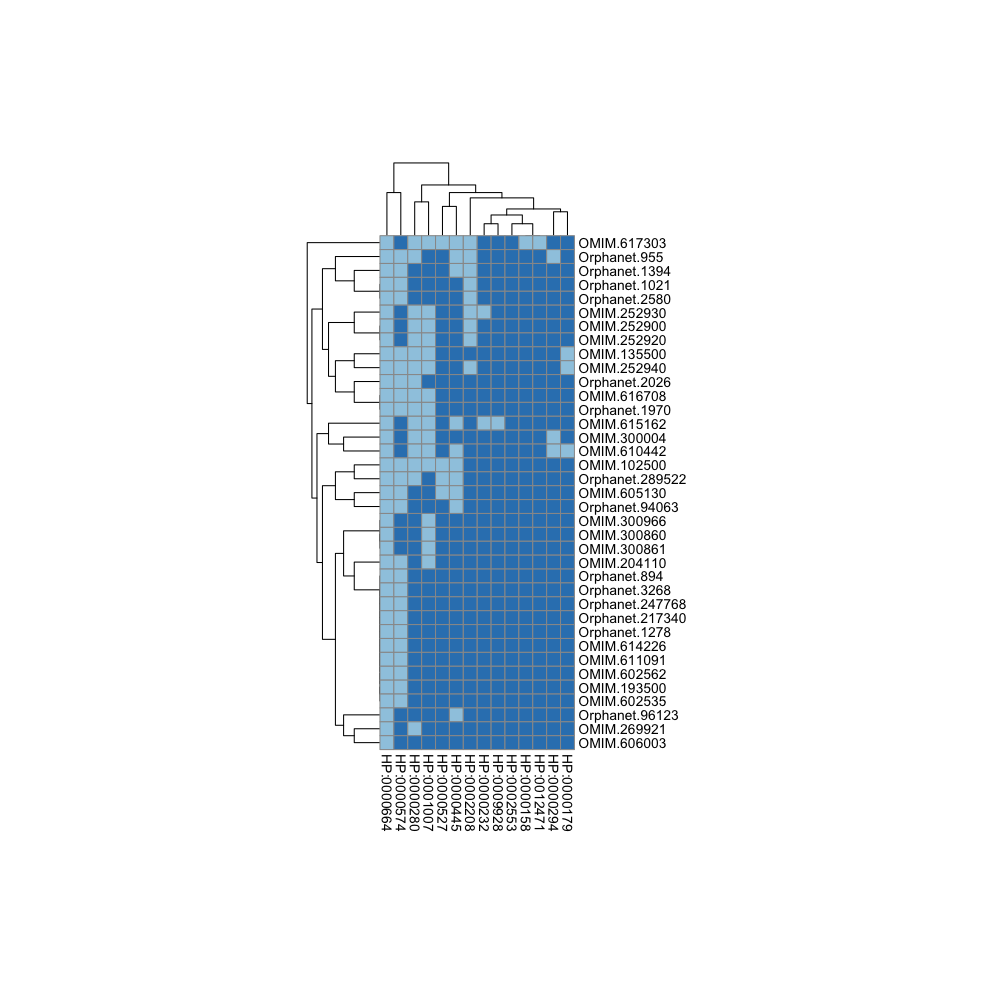 OMIM.617303
Orphanet.955
Orphanet.1394
Orphanet.1021
Orphanet.2580
OMIM.252930
OMIM.252900
OMIM.252920
OMIM.135500
OMIM.252940
Orphanet.2026
OMIM.616708
Orphanet.1970
OMIM.615162
OMIM.300004
OMIM.610442
OMIM.102500
Orphanet.289522
OMIM.605130
Orphanet.94063
OMIM.300966
OMIM.300860
OMIM.300861
OMIM.204110
Orphanet.894
Orphanet.3268
Orphanet.247768
Orphanet.217340
Orphanet.1278
OMIM.614226
OMIM.611091
OMIM.602562
OMIM.193500
OMIM.602535
Orphanet.96123
OMIM.269921
OMIM.606003
HP:0000664
HP:0000574
HP:0000280
HP:0001007
HP:0000527
HP:0000445
HP:0002208
HP:0000232
HP:0009928
HP:0002553
HP:0000158
HP:0012471
HP:0000294
HP:0000179